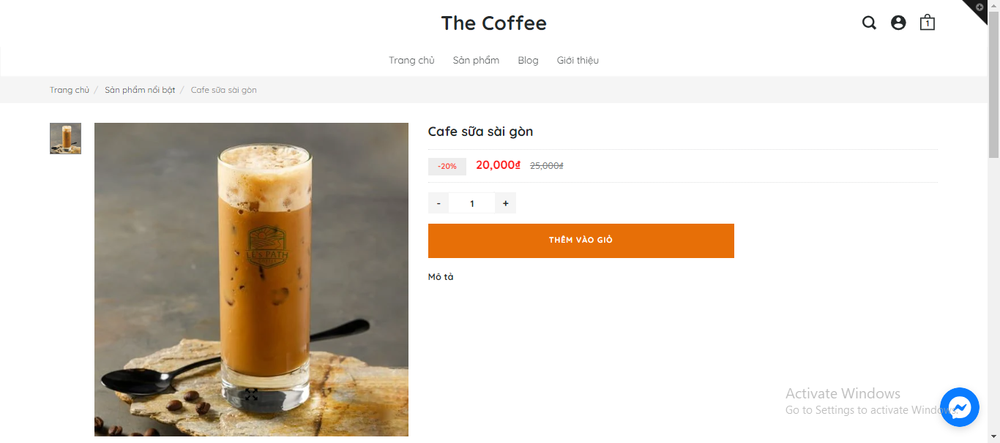 The Coffee
1
Trang chủ Sản phẩm Blog Giới thiệu
Trang chủ / Sản phẩm nổi bật / Cafe sữa sài gòn
Cafe sữa sài gòn
-20% 20,000₫ 25,000₫
- 1 +
THÊM VÀO GIỎ
LE's PATH
Mô tả
Activate Windows
Go to Settings to activate Windows.